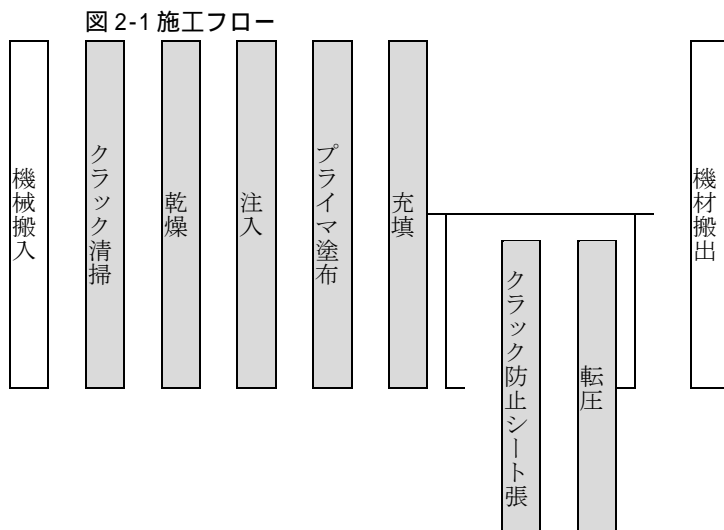 図 2-1 施工フロー
機械搬入
クラック清掃
乾燥
注入
プライマ塗布
充填
クラック防止シート張
転圧
機材搬出